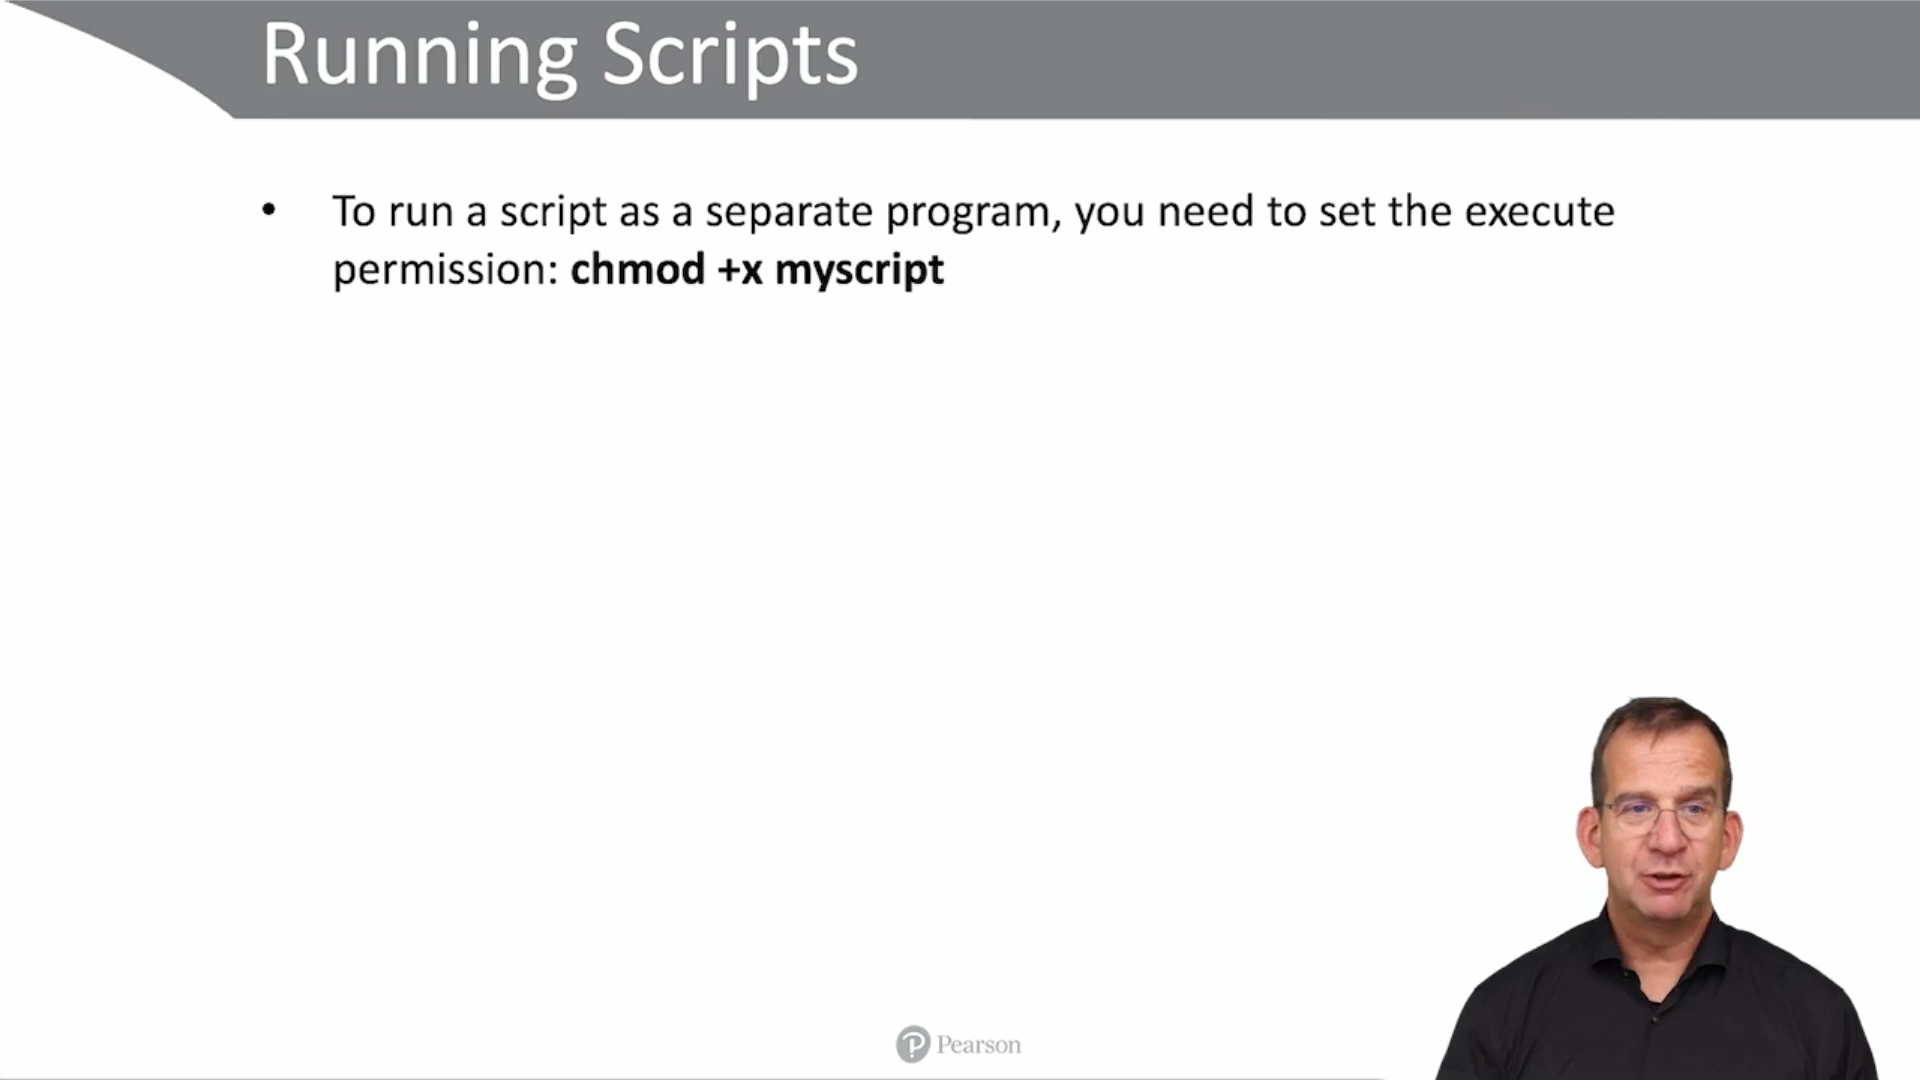 Running Scripts
• To run a script as a separate program, you need to set the execute
permission: chmod +x myscript
Pearson